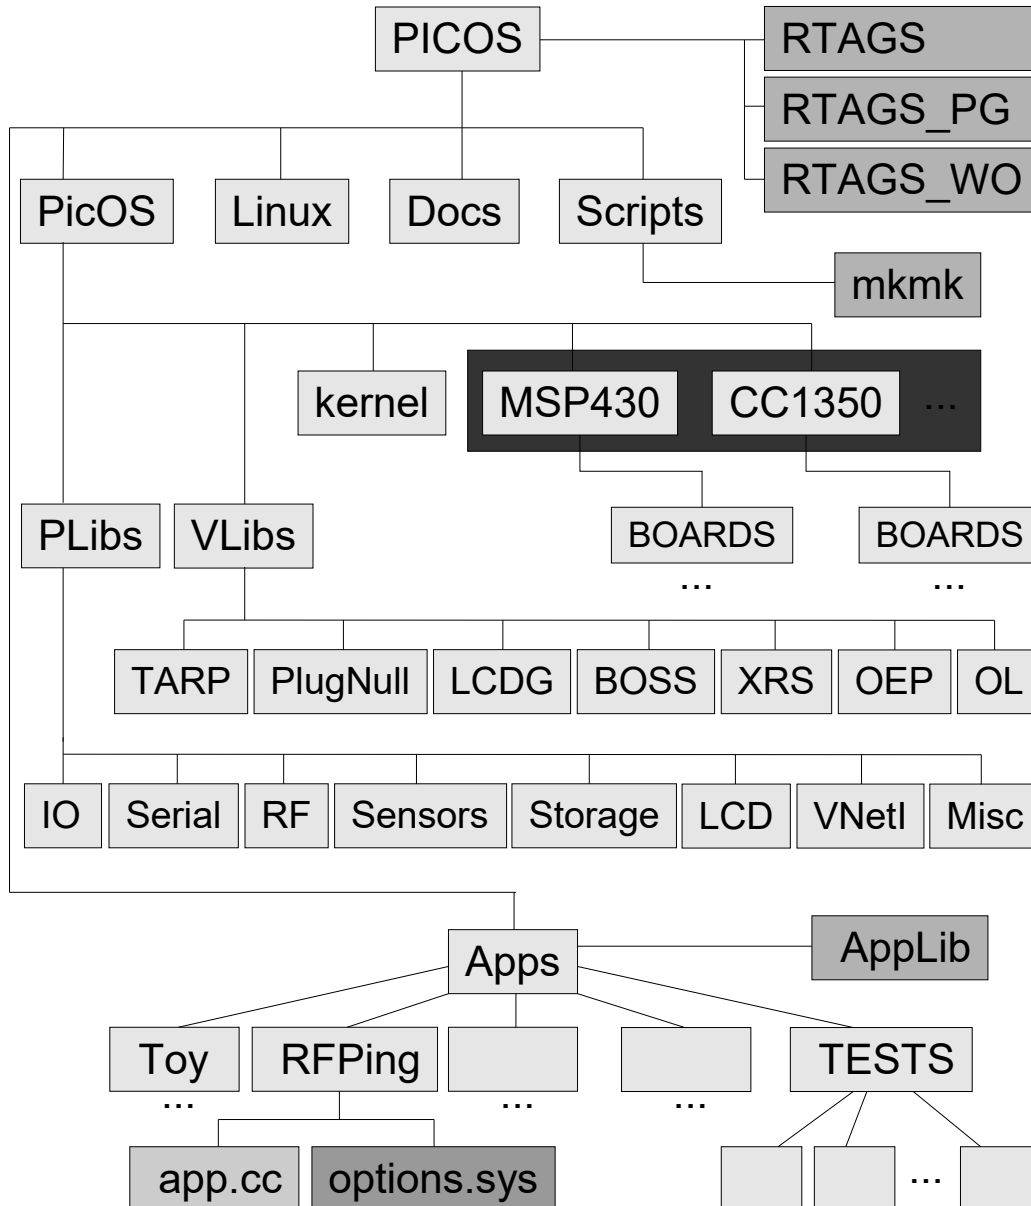 PICOS
RTAGS
RTAGS_PG
RTAGS_WO
PicOS
Linux
Docs
Scripts
mkmk
kernel
MSP430
CC1350
...
PLibs
VLibs
BOARDS
BOARDS
...
...
TARP
PlugNull
LCDG
BOSS
XRS
OEP
OL
IO
Serial
RF
Sensors
Storage
LCD
VNetI
Misc
Apps
AppLib
Toy
RFPing
TESTS
...
...
...
app.cc
options.sys
...